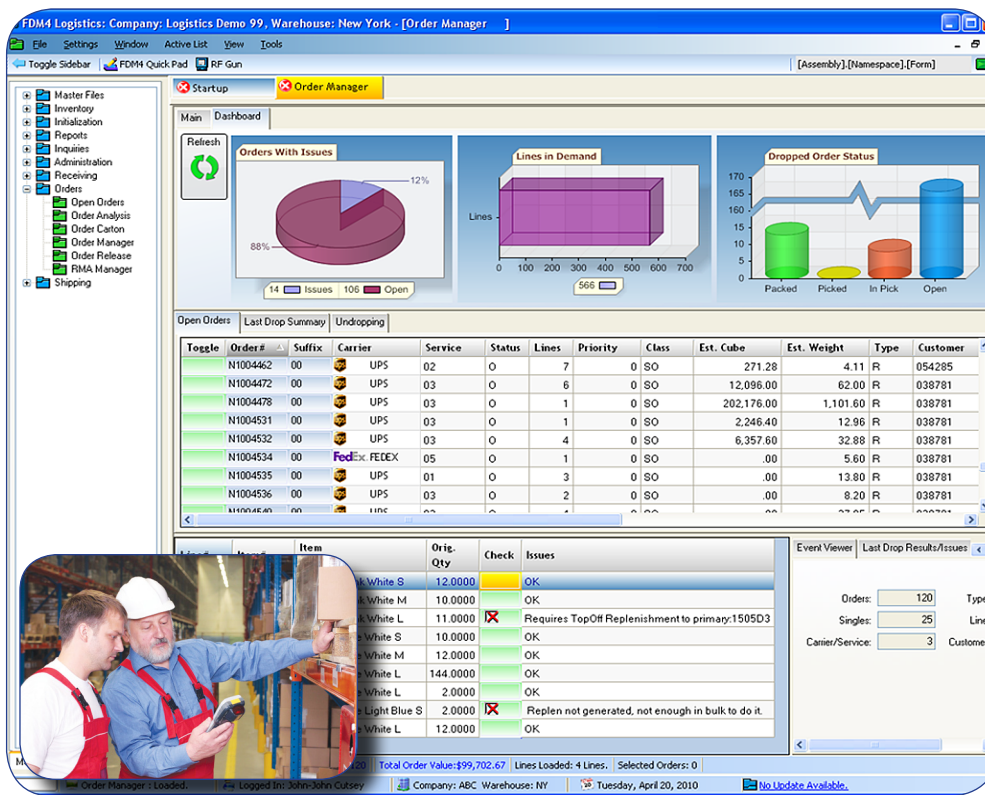 FDM4 Logistics: Company: Logistics Demo 99, Warehouse: New York - [Order Manager ]
File Settings Window Active List View Tools
Toggle Sidebar FDM4 Quick Pad RF Gun [Assembly].[Namespace].[Form]
Master Files
Inventory
Initialization
Reports
Inquiries
Administration
Receiving
Orders
Open Orders
Order Analysis
Order Carton
Order Manager
Order Release
RMA Manager
Shipping
Startup Order Manager
Main Dashboard
Refresh
Orders With Issues
12%
88%
14 Issues 106 Open
Lines in Demand
Lines
0 100 200 300 400 500 600 700
566
Dropped Order Status
170
165
160
15
10
5
0
Packed Picked In Pick Open
Open Orders Last Drop Summary Undropping
Toggle Order# Suffix Carrier Service Status Lines Priority Class Est. Cube Est. Weight Type Customer
N1004462 00 UPS 02 O 7 0 SO 271.28 4.11 R 054285
N1004472 00 UPS 03 O 6 0 SO 12,096.00 62.00 R 038781
N1004478 00 UPS 03 O 1 0 SO 202,176.00 1,101.60 R 038781
N1004531 00 UPS 03 O 1 0 SO 2,246.40 12.96 R 038781
N1004532 00 UPS 03 O 4 0 SO 6,357.60 32.88 R 038781
N1004534 00 FedEx. FEDEX 05 O 1 0 SO .00 5.60 R 038781
N1004535 00 UPS 01 O 3 0 SO .00 13.80 R 038781
N1004536 00 UPS 03 O 2 0 SO .00 8.20 R 038781
Item Orig. Qty Check Issues
White S 12.0000 OK
White M 10.0000 OK
White L 11.0000 Requires TopOff Replenishment to primary:1505D3
White S 10.0000 OK
White M 12.0000 OK
White L 144.0000 OK
White L 2.0000 OK
Light Blue S 2.0000 Replen not generated, not enough in bulk to do it.
White L 12.0000 OK
Event Viewer Last Drop Results/Issues
Orders: 120
Singles: 25
Carrier/Service: 3
Total Order Value:$99,702.67 Lines Loaded: 4 Lines. Selected Orders: 0
Order Manager : Loaded. Logged In: John-John Cutsey Company: ABC Warehouse: NY Tuesday, April 20, 2010 No Update Available.